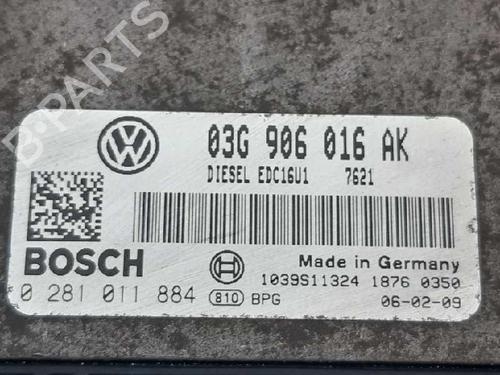 B-PARTS
03G 906 016 AK
DIESEL EDC16U1 7621
BOSCH
Made in Germany
0 281 011 884 810 BPG
1039S11324 1876 0350
06-02-09